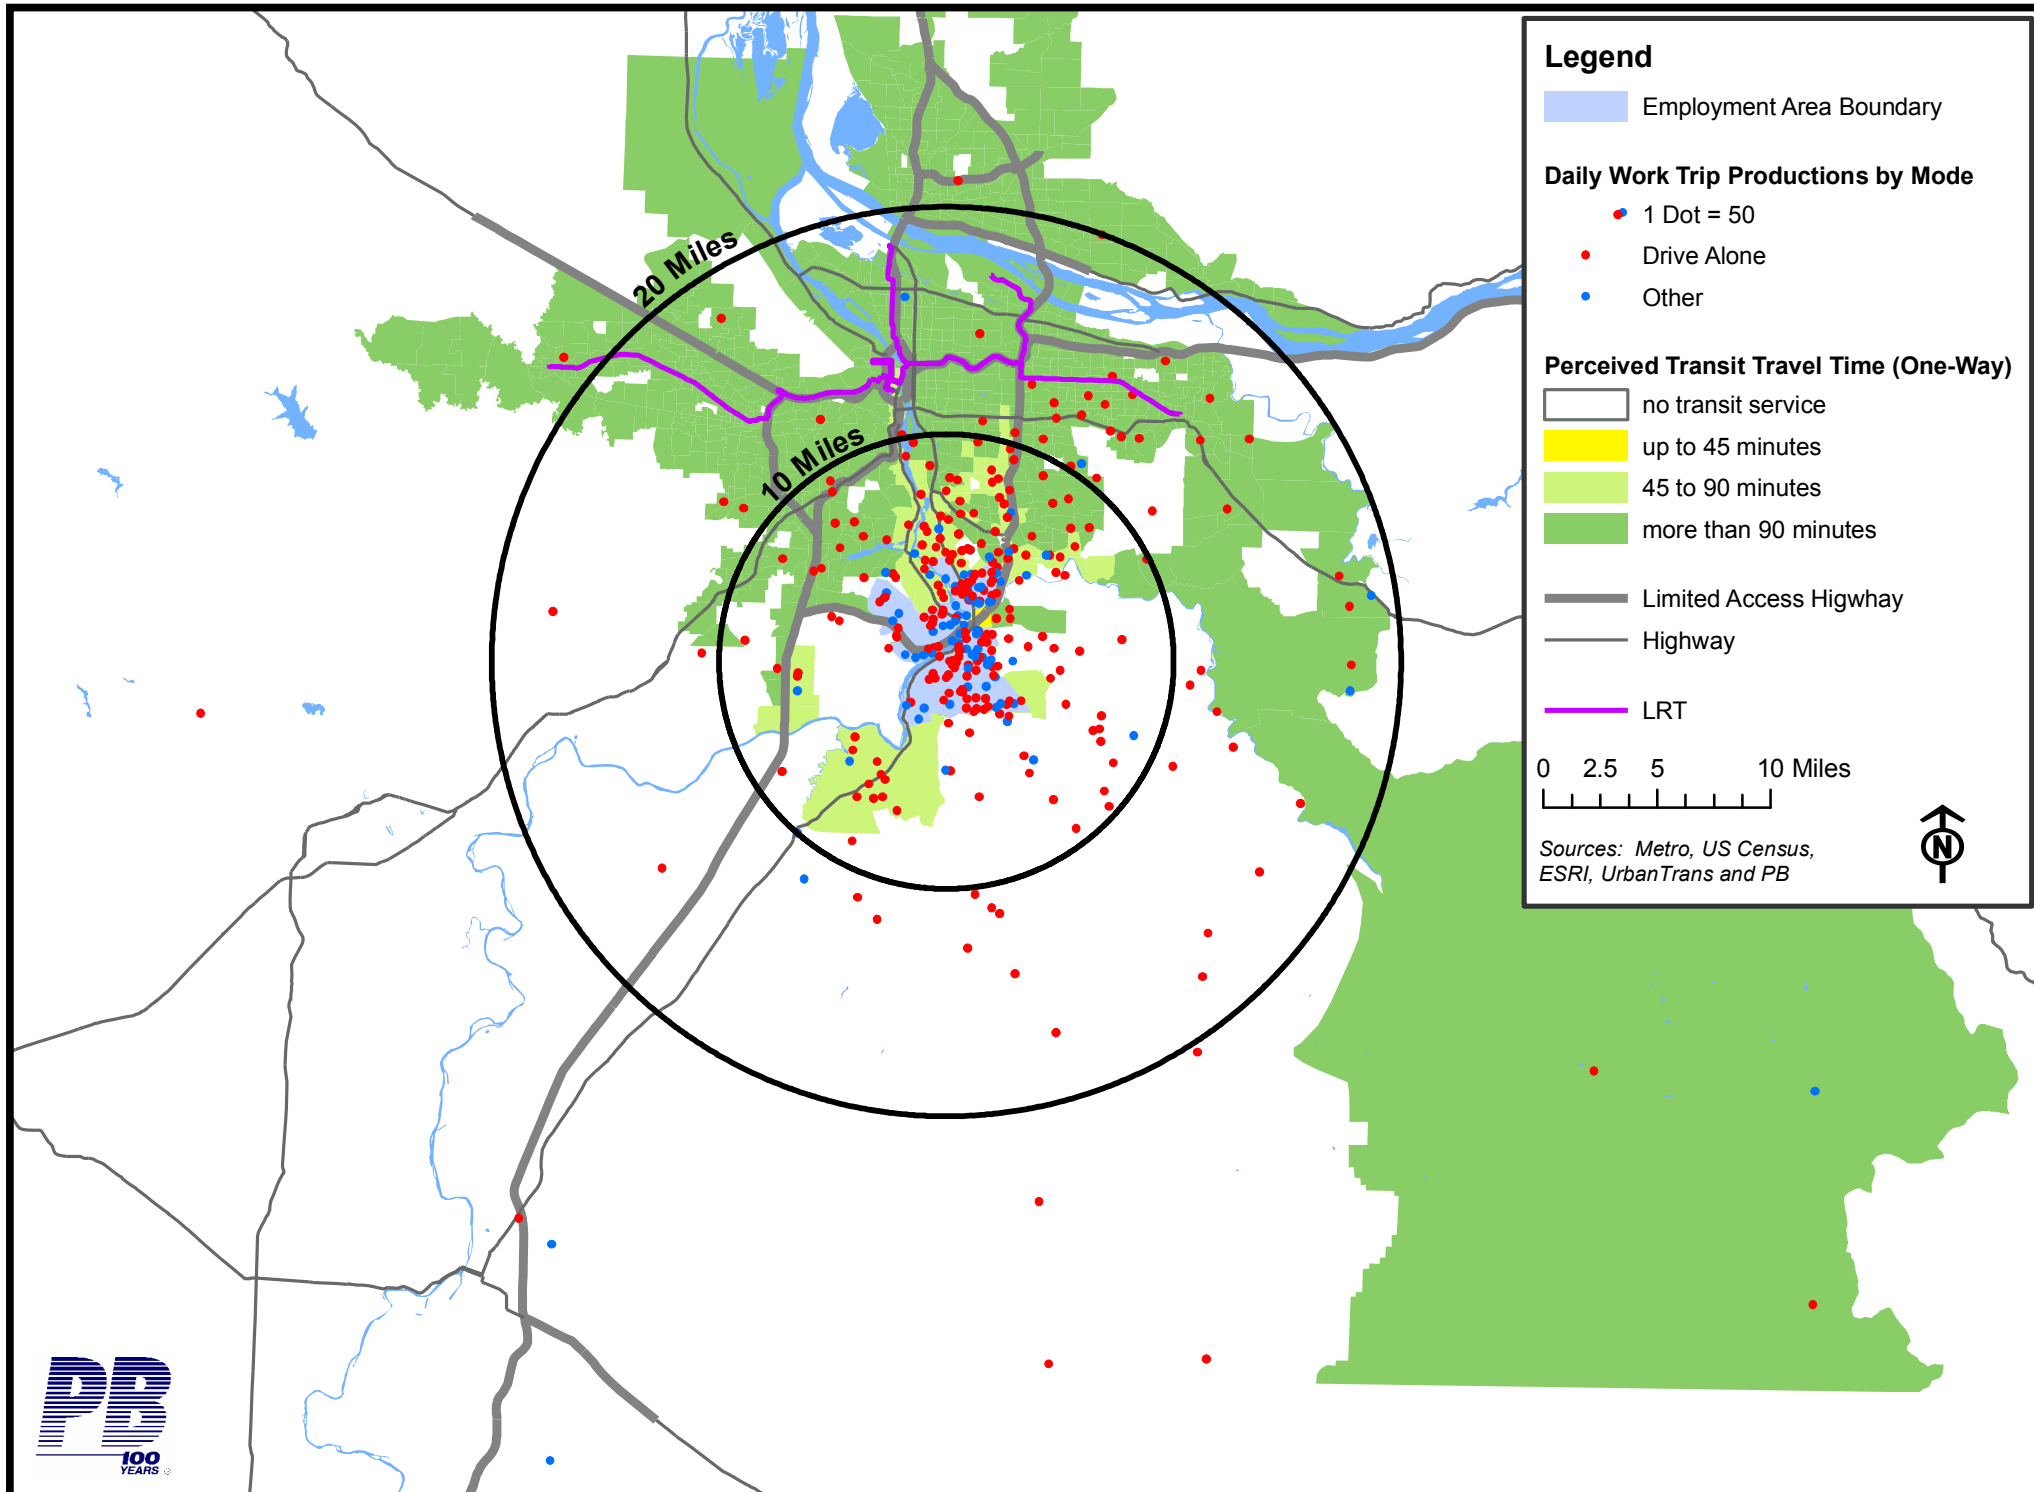 20 Miles
10 Miles
Legend
Employment Area Boundary
Daily Work Trip Productions by Mode
1 Dot = 50
Drive Alone
Other
Perceived Transit Travel Time (One-Way)
no transit service
up to 45 minutes
45 to 90 minutes
more than 90 minutes
Limited Access Higwhay
Highway
LRT
0 2.5 5 10 Miles
Sources: Metro, US Census,
ESRI, UrbanTrans and PB
N
PB
100
YEARS